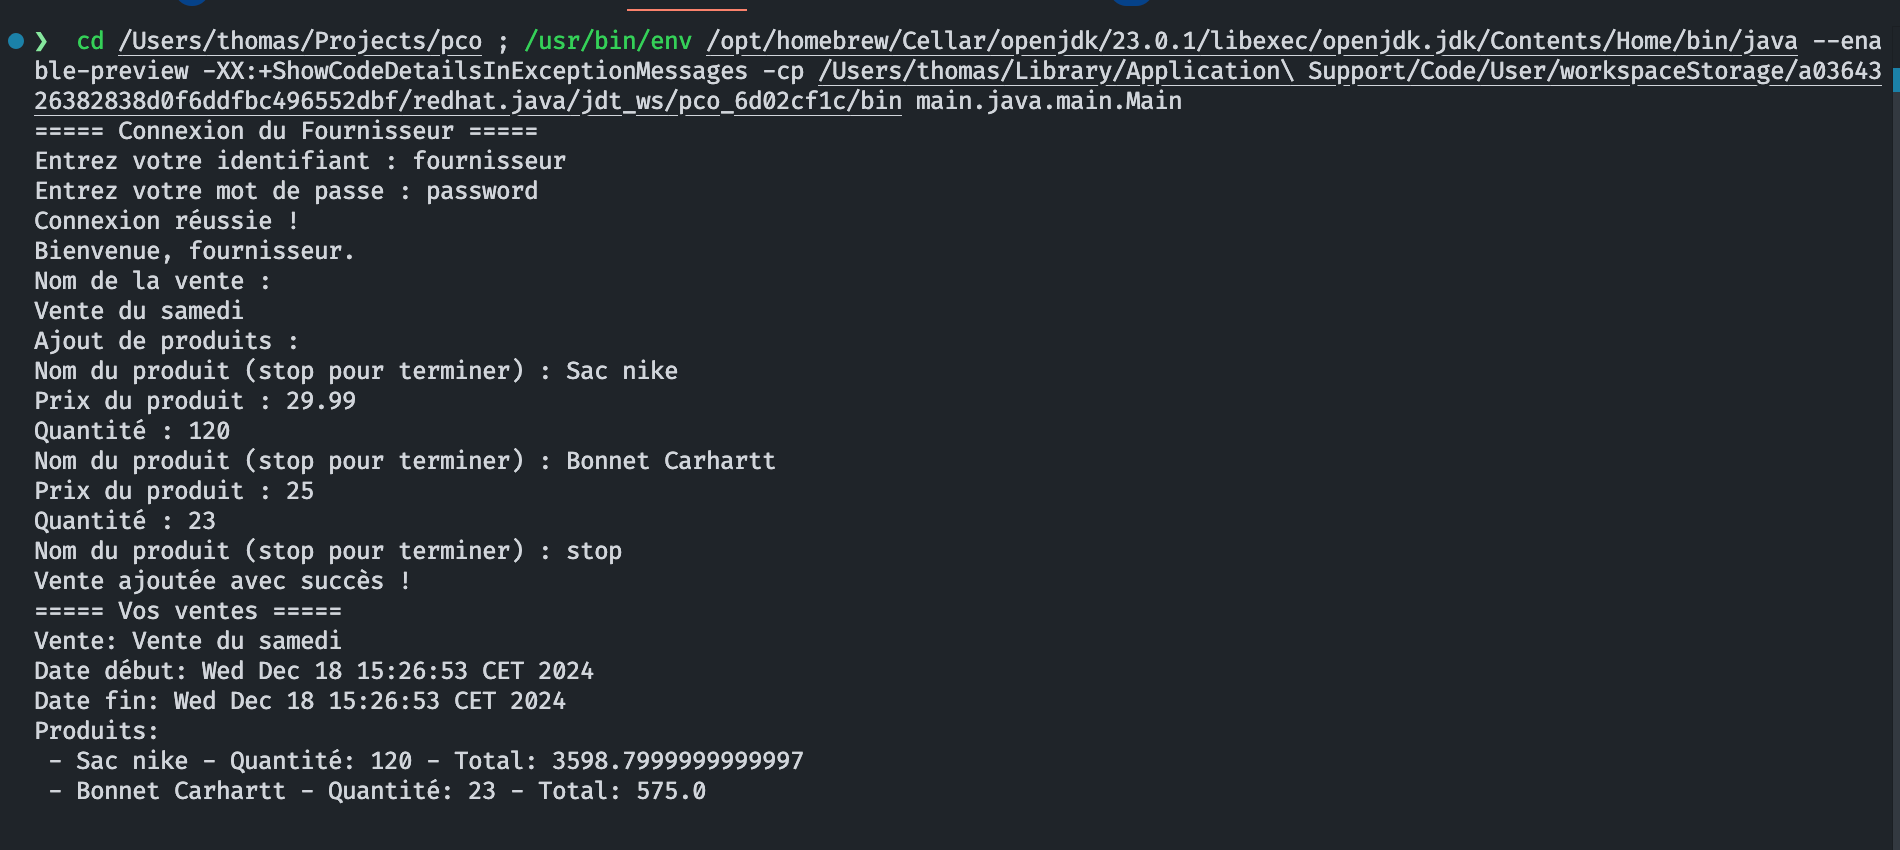 ❯ cd /Users/thomas/Projects/pco ; /usr/bin/env /opt/homebrew/Cellar/openjdk/23.0.1/libexec/openjdk.jdk/Contents/Home/bin/java --ena
ble-preview -XX:+ShowCodeDetailsInExceptionMessages -cp /Users/thomas/Library/Application\ Support/Code/User/workspaceStorage/a03643
26382838d0f6ddfbc496552dbf/redhat.java/jdt_ws/pco_6d02cf1c/bin main.java.main.Main
===== Connexion du Fournisseur =====
Entrez votre identifiant : fournisseur
Entrez votre mot de passe : password
Connexion réussie !
Bienvenue, fournisseur.
Nom de la vente :
Vente du samedi
Ajout de produits :
Nom du produit (stop pour terminer) : Sac nike
Prix du produit : 29.99
Quantité : 120
Nom du produit (stop pour terminer) : Bonnet Carhartt
Prix du produit : 25
Quantité : 23
Nom du produit (stop pour terminer) : stop
Vente ajoutée avec succès !
===== Vos ventes =====
Vente: Vente du samedi
Date début: Wed Dec 18 15:26:53 CET 2024
Date fin: Wed Dec 18 15:26:53 CET 2024
Produits:
 - Sac nike - Quantité: 120 - Total: 3598.7999999999997
 - Bonnet Carhartt - Quantité: 23 - Total: 575.0